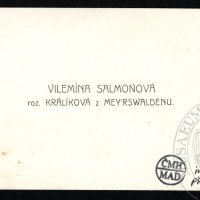 VILEMÍNA SALMOŇOVÁ
roz. KRÁLÍKOVÁ z MEYRSWALDENU.
ČMH
MAD